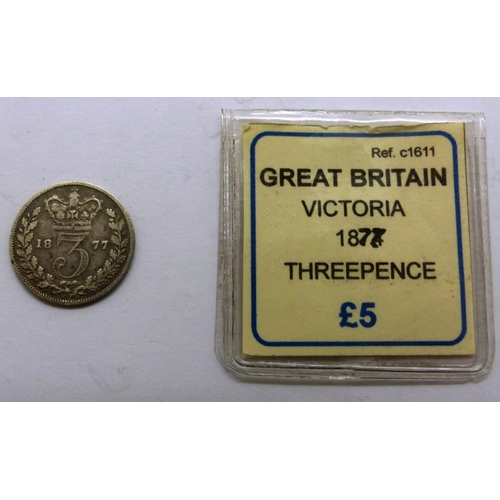 18 3 77
Ref. c1611
GREAT BRITAIN
VICTORIA
1877
THREEPENCE
£5